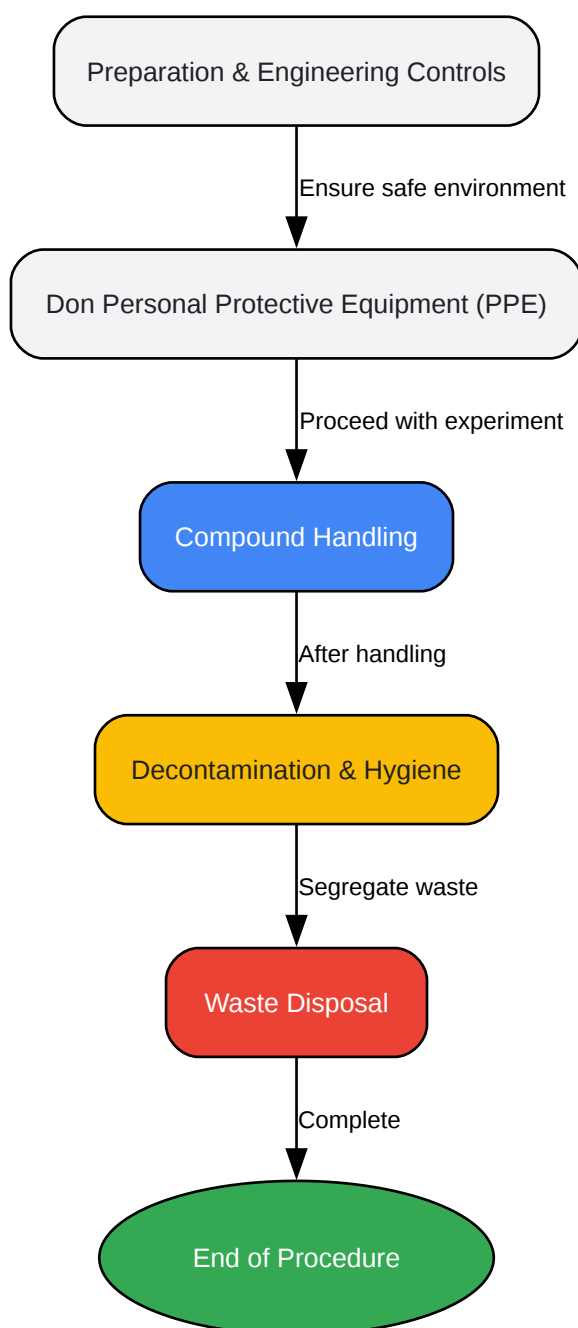 Preparation & Engineering Controls
Ensure safe environment
Don Personal Protective Equipment (PPE)
Proceed with experiment
Compound Handling
After handling
Decontamination & Hygiene
Segregate waste
Waste Disposal
Complete
End of Procedure